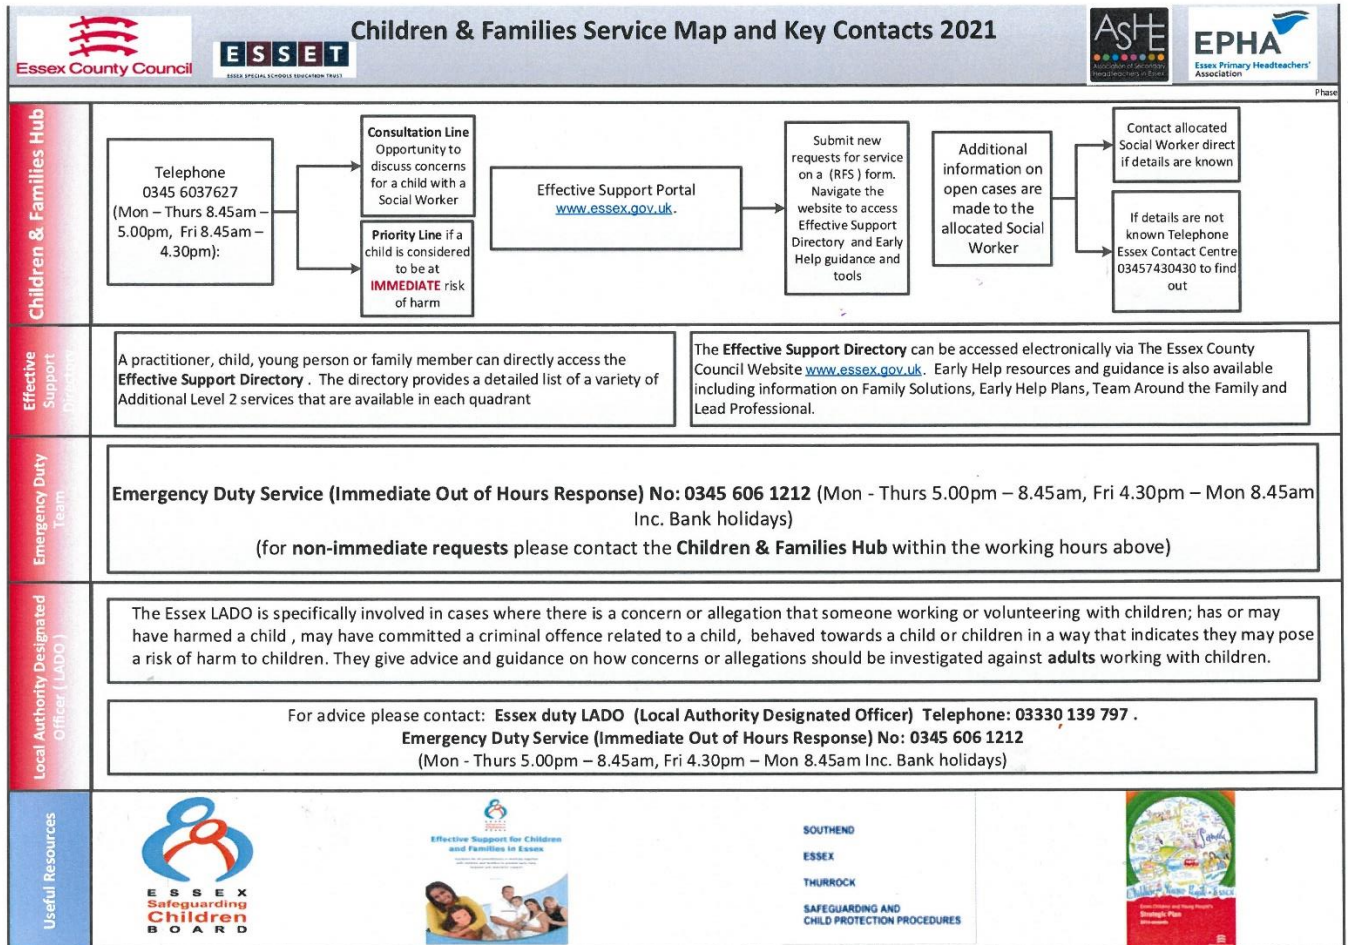 Children & Families Service Map and Key Contacts 2021
Essex County Council
ESSET
ESSEX SPECIAL SCHOOLS EDUCATION TRUST
ASHE
Association of Secondary
Headteachers in Essex
EPHA
Essex Primary Headteachers'
Association
Phase
Children & Families Hub
Telephone
0345 6037627
(Mon – Thurs 8.45am –
5.00pm, Fri 8.45am –
4.30pm):
Consultation Line
Opportunity to
discuss concerns
for a child with a
Social Worker
Priority Line if a
child is considered
to be at
IMMEDIATE risk
of harm
Effective Support Portal
www.essex.gov.uk.
Submit new
requests for service
on a (RFS ) form.
Navigate the
website to access
Effective Support
Directory and Early
Help guidance and
tools
Additional
information on
open cases are
made to the
allocated Social
Worker
Contact allocated
Social Worker direct
if details are known
If details are not
known Telephone
Essex Contact Centre
03457430430 to find
out
Effective
Support
Directory
A practitioner, child, young person or family member can directly access the
Effective Support Directory . The directory provides a detailed list of a variety of
Additional Level 2 services that are available in each quadrant
The Effective Support Directory can be accessed electronically via The Essex County
Council Website www.essex.gov.uk. Early Help resources and guidance is also available
including information on Family Solutions, Early Help Plans, Team Around the Family and
Lead Professional.
Emergency Duty
Team
Emergency Duty Service (Immediate Out of Hours Response) No: 0345 606 1212 (Mon - Thurs 5.00pm – 8.45am, Fri 4.30pm – Mon 8.45am
Inc. Bank holidays)
(for non-immediate requests please contact the Children & Families Hub within the working hours above)
Local Authority Designated
Officer ( LADO )
The Essex LADO is specifically involved in cases where there is a concern or allegation that someone working or volunteering with children; has or may
have harmed a child , may have committed a criminal offence related to a child, behaved towards a child or children in a way that indicates they may pose
a risk of harm to children. They give advice and guidance on how concerns or allegations should be investigated against adults working with children.
For advice please contact: Essex duty LADO (Local Authority Designated Officer) Telephone: 03330 139 797 .
Emergency Duty Service (Immediate Out of Hours Response) No: 0345 606 1212
(Mon - Thurs 5.00pm – 8.45am, Fri 4.30pm – Mon 8.45am Inc. Bank holidays)
Useful Resources
ESSEX
Safeguarding
Children
BOARD
Effective Support for Children
and Families in Essex
SOUTHEND
ESSEX
THURROCK
SAFEGUARDING AND
CHILD PROTECTION PROCEDURES
Essex Children and Young People's
Strategic Plan